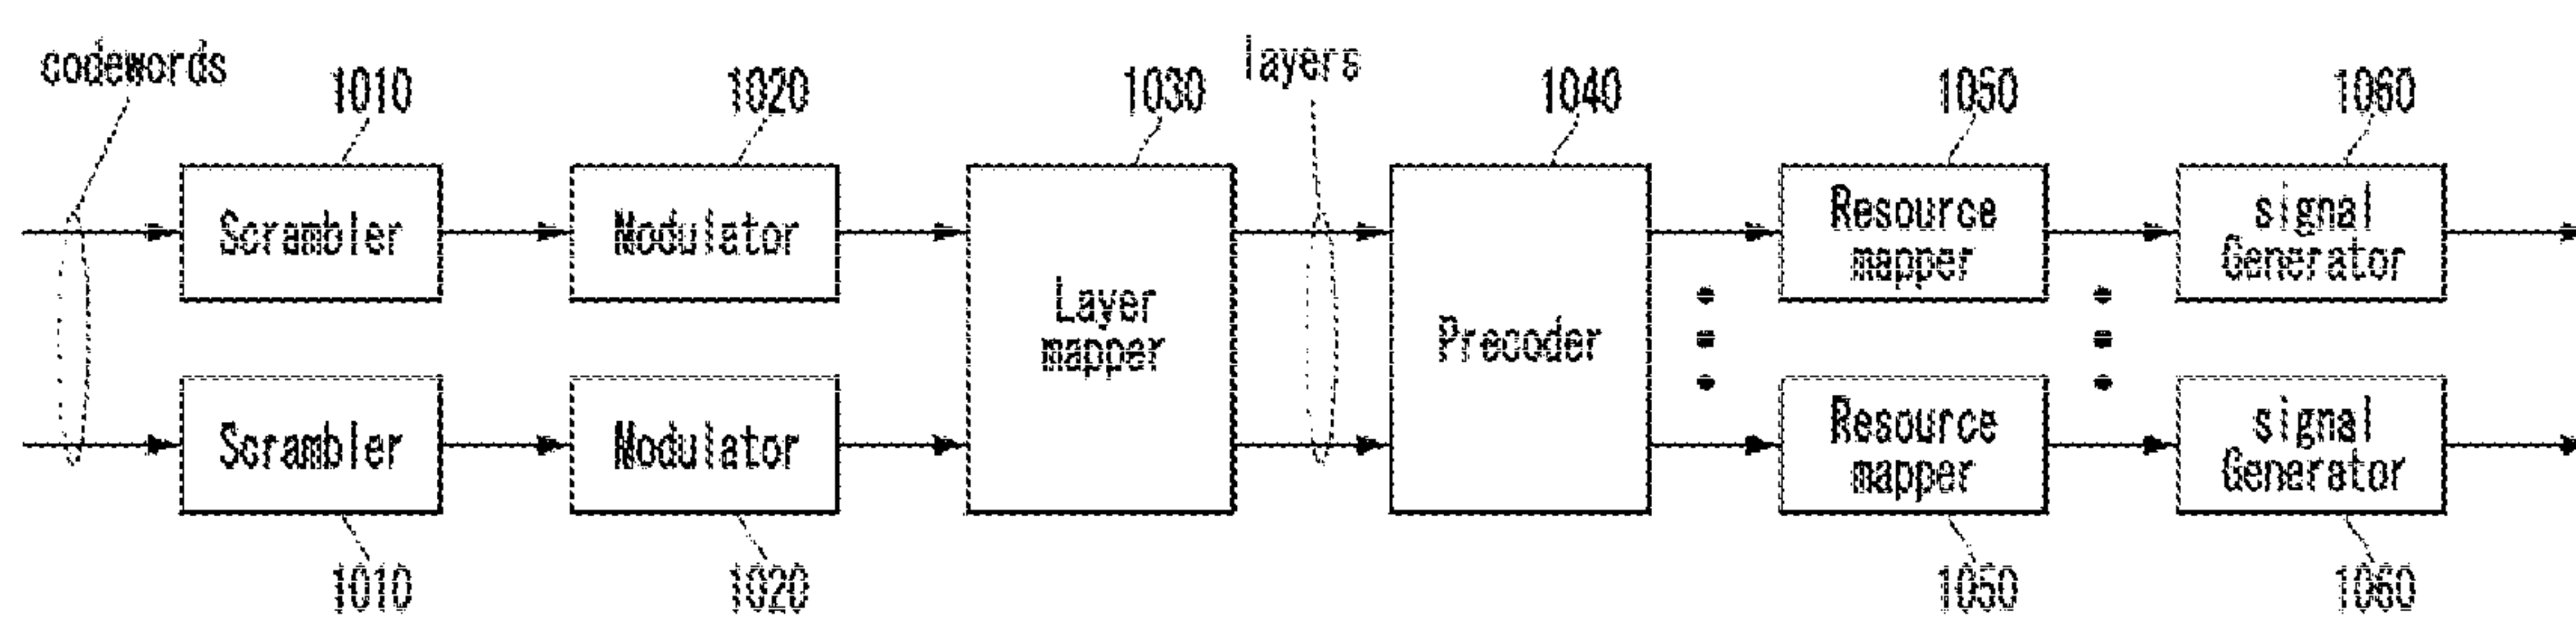 codewords
layers
1010
1020
1030
1040
1050
1060
Scrambler
Modulator
Layer
mapper
Precoder
Resource
mapper
signal
Generator
Scrambler
Modulator
Resource
mapper
signal
Generator
1010
1020
1050
1060